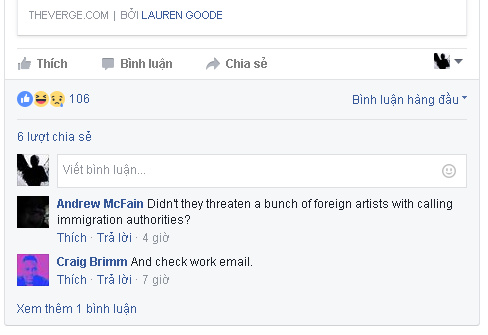 THEVERGE.COM | BỞI LAUREN GOODE
Thích Bình luận Chia sẻ
106 Bình luận hàng đầu
6 lượt chia sẻ
Viết bình luận...
Andrew McFain Didn't they threaten a bunch of foreign artists with calling
immigration authorities?
Thích · Trả lời · 4 giờ
Craig Brimm And check work email.
Thích · Trả lời · 7 giờ
Xem thêm 1 bình luận